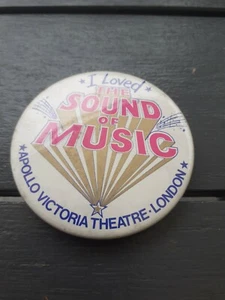 I Loved
THE
SOUND
OF
MUSIC
★APOLLO VICTORIA THEATRE·LONDON★